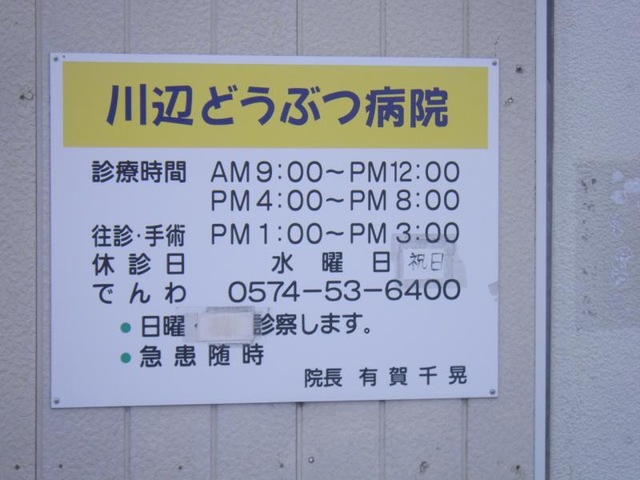 川辺どうぶつ病院
診療時間 AM9:00~PM12:00
PM4:00~PM8:00
往診・手術 PM1:00~PM3:00
休診日 水曜日 祝日
でんわ 0574-53-6400
●日曜・診察します。
●急患随時
院長 有賀千晃